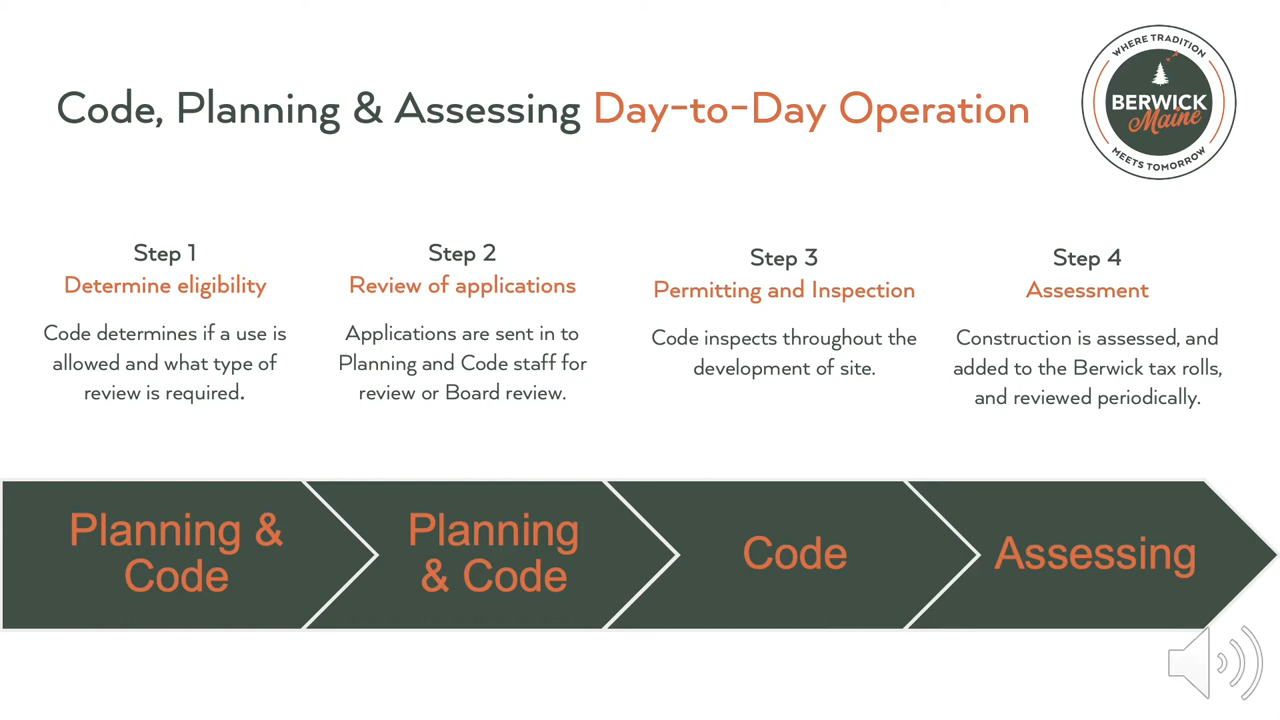 Code, Planning & Assessing Day-to-Day Operation
WHERE TRADITION
BERWICK
Maine
MEETS TOMORROW
Step 1
Determine eligibility
Code determines if a use is
allowed and what type of
review is required.
Step 2
Review of applications
Applications are sent in to
Planning and Code staff for
review or Board review.
Step 3
Permitting and Inspection
Code inspects throughout the
development of site.
Step 4
Assessment
Construction is assessed, and
added to the Berwick tax rolls,
and reviewed periodically.
Planning &
Code
Planning
& Code
Code
Assessing